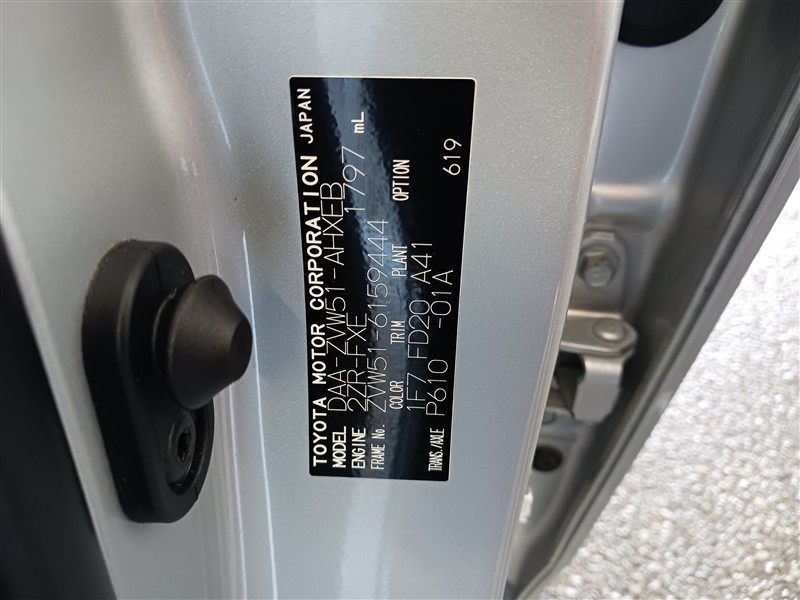 TOYOTA MOTOR CORPORATION JAPAN
MODEL DAA-ZVW51-AHXEB
ENGINE 2ZR-FXE 1797 mL
FRAME No. ZVW51-6159444
COLOR TRIM PLANT OPTION
1F7 FD20 A41
TRANS./AXLE P610 -01A 619